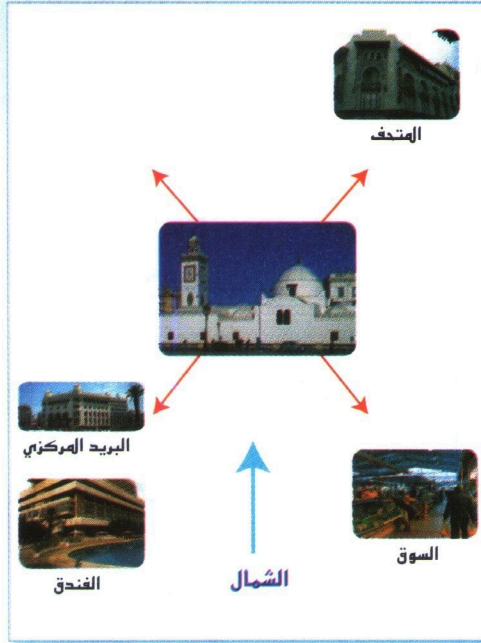 المتحف
البريد المركزي
السوق
الفندق
الشمال